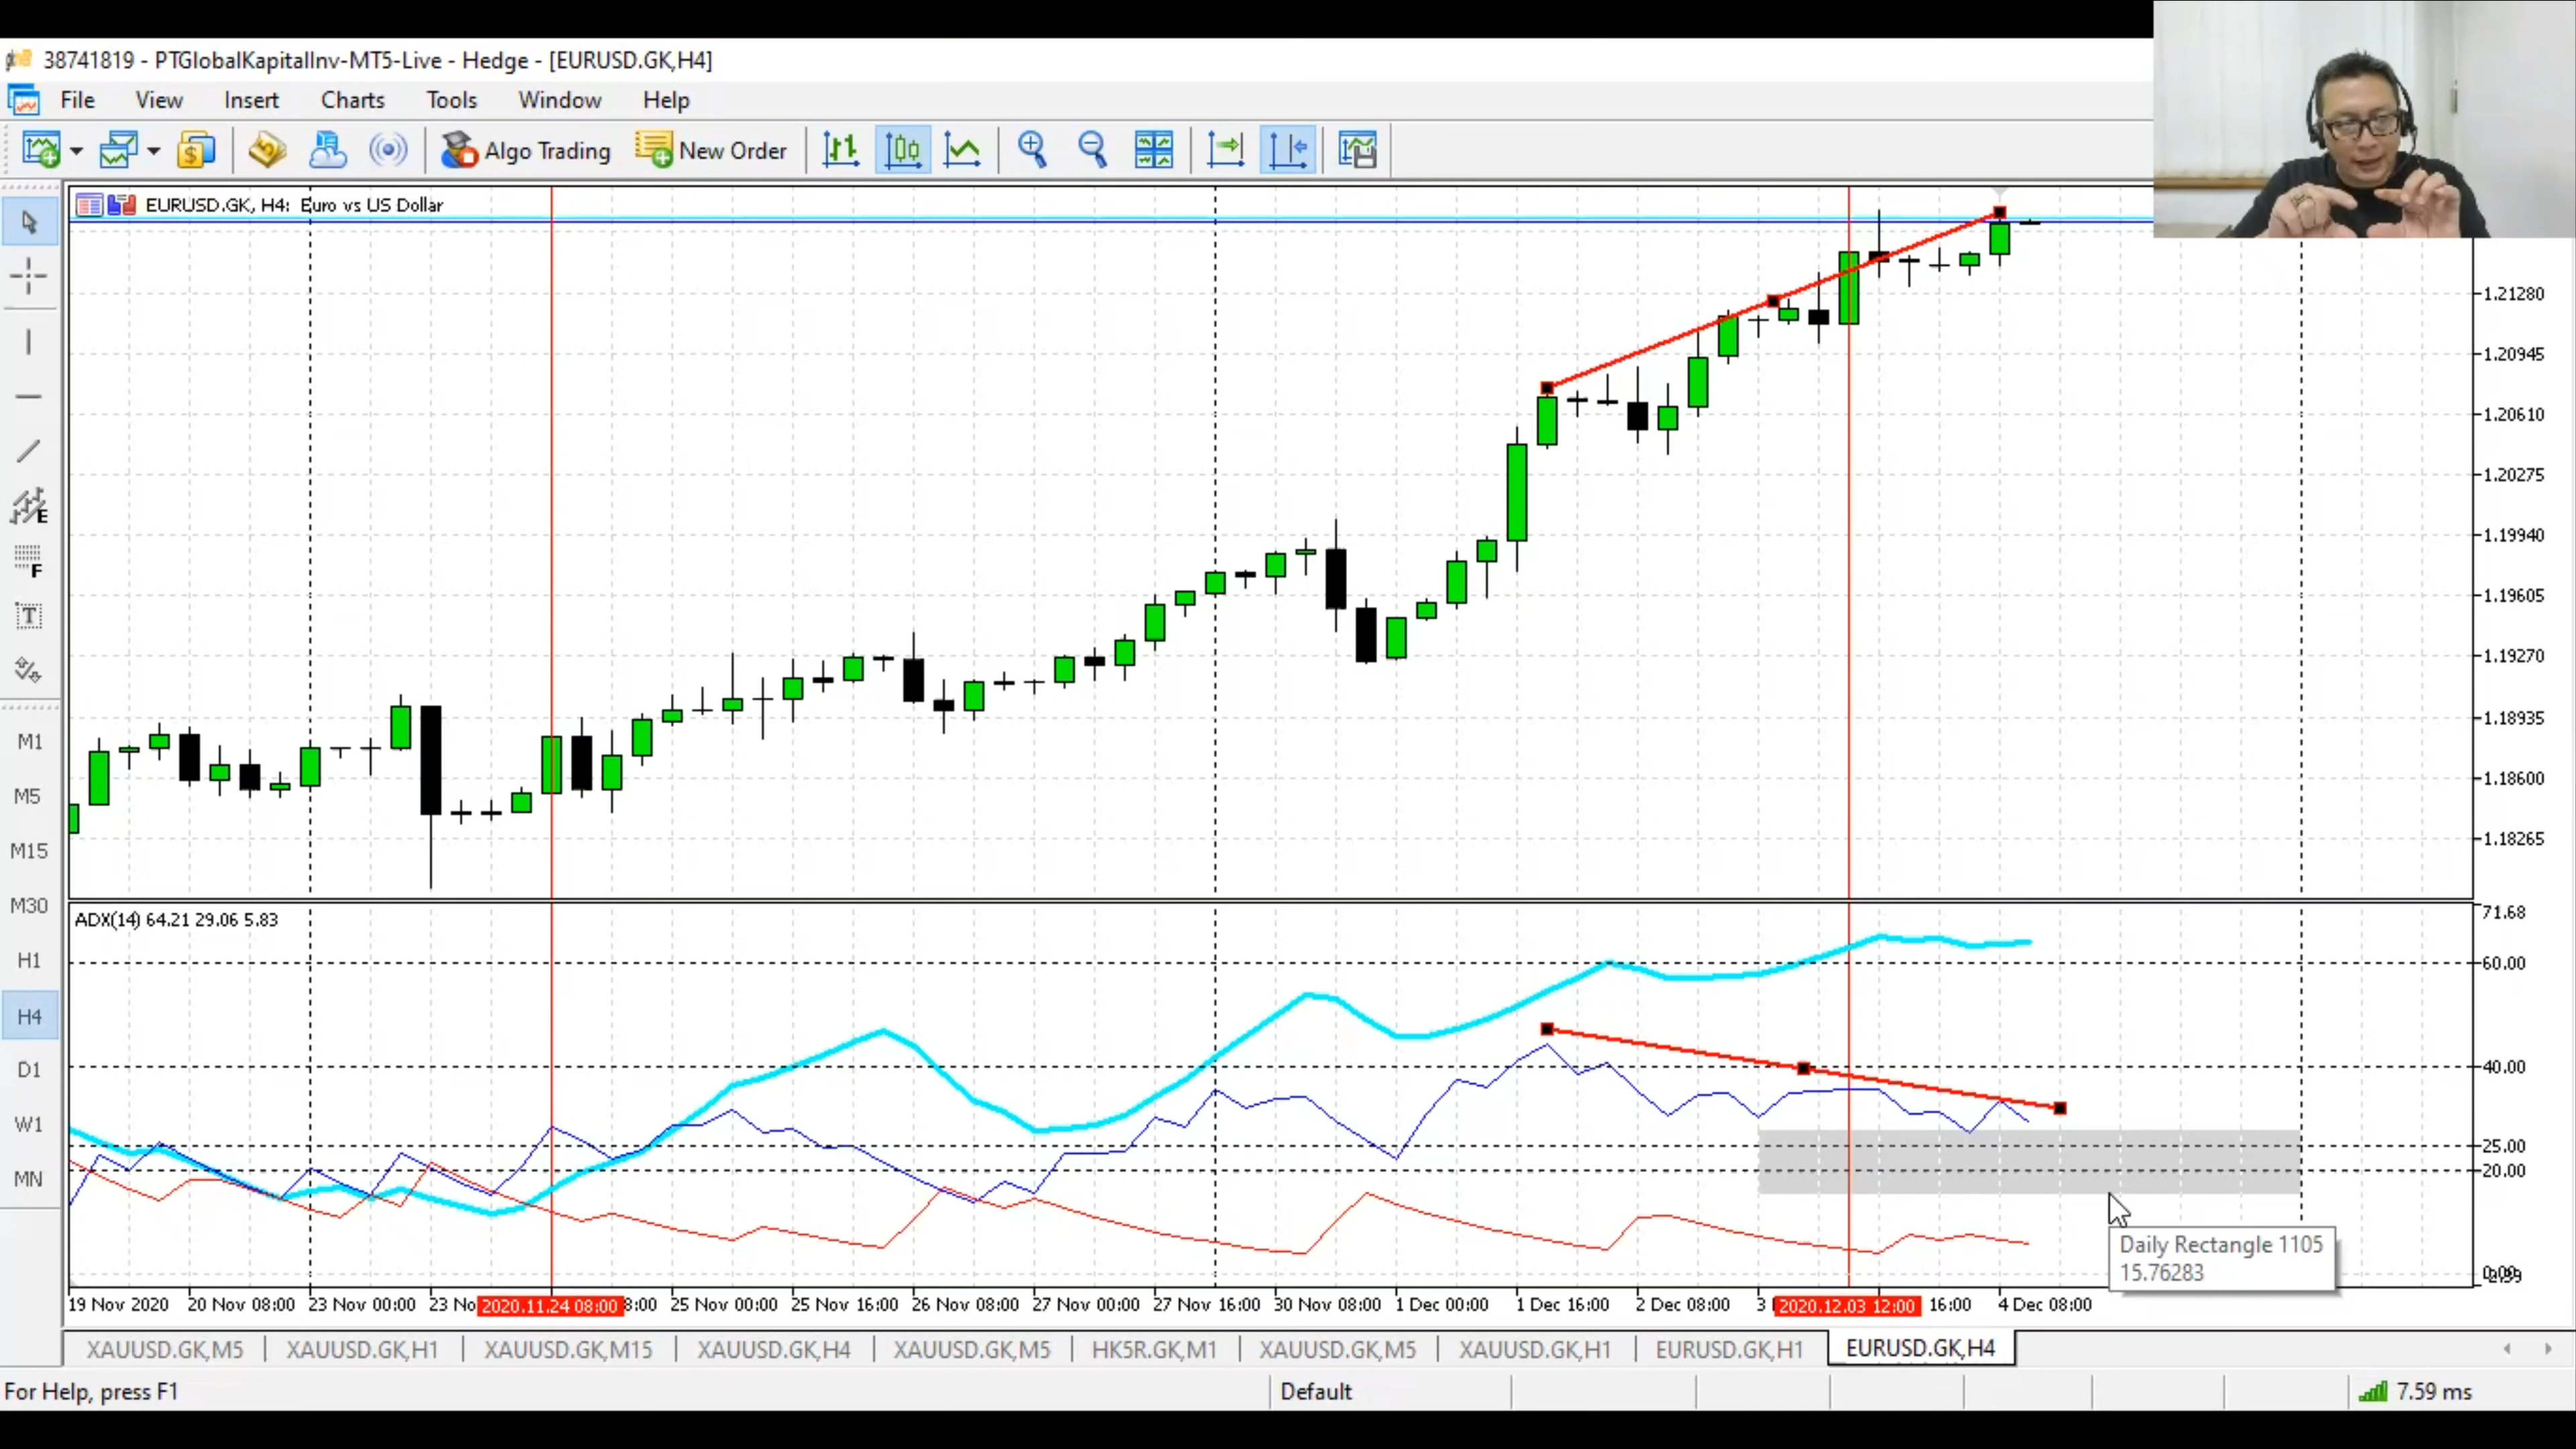 38741819 - PTGlobalKapitalInv-MT5-Live - Hedge - [EURUSD.GK,H4]
File View Insert Charts Tools Window Help
Algo Trading New Order
EURUSD.GK, H4: Euro vs US Dollar
1.21280
1.20945
1.20610
1.20275
1.19940
1.19605
1.19270
1.18935
1.18600
1.18265
E
F
T
M1
M5
M15
M30
H1
H4
D1
W1
MN
ADX(14) 64.21 29.06 5.83
71.68
60.00
40.00
25.00
20.00
Daily Rectangle 1105
15.76283
19 Nov 2020 20 Nov 08:00 23 Nov 00:00 23 No 2020.11.24 08:00 8:00 25 Nov 00:00 25 Nov 16:00 26 Nov 08:00 27 Nov 00:00 27 Nov 16:00 30 Nov 08:00 1 Dec 00:00 1 Dec 16:00 2 Dec 08:00 3 2020.12.03 12:00 16:00 4 Dec 08:00
XAUUSD.GK,M5 XAUUSD.GK,H1 XAUUSD.GK,M15 XAUUSD.GK,H4 XAUUSD.GK,M5 HK5R.GK,M1 XAUUSD.GK,M5 XAUUSD.GK,H1 EURUSD.GK,H1 EURUSD.GK,H4
For Help, press F1 Default 7.59 ms